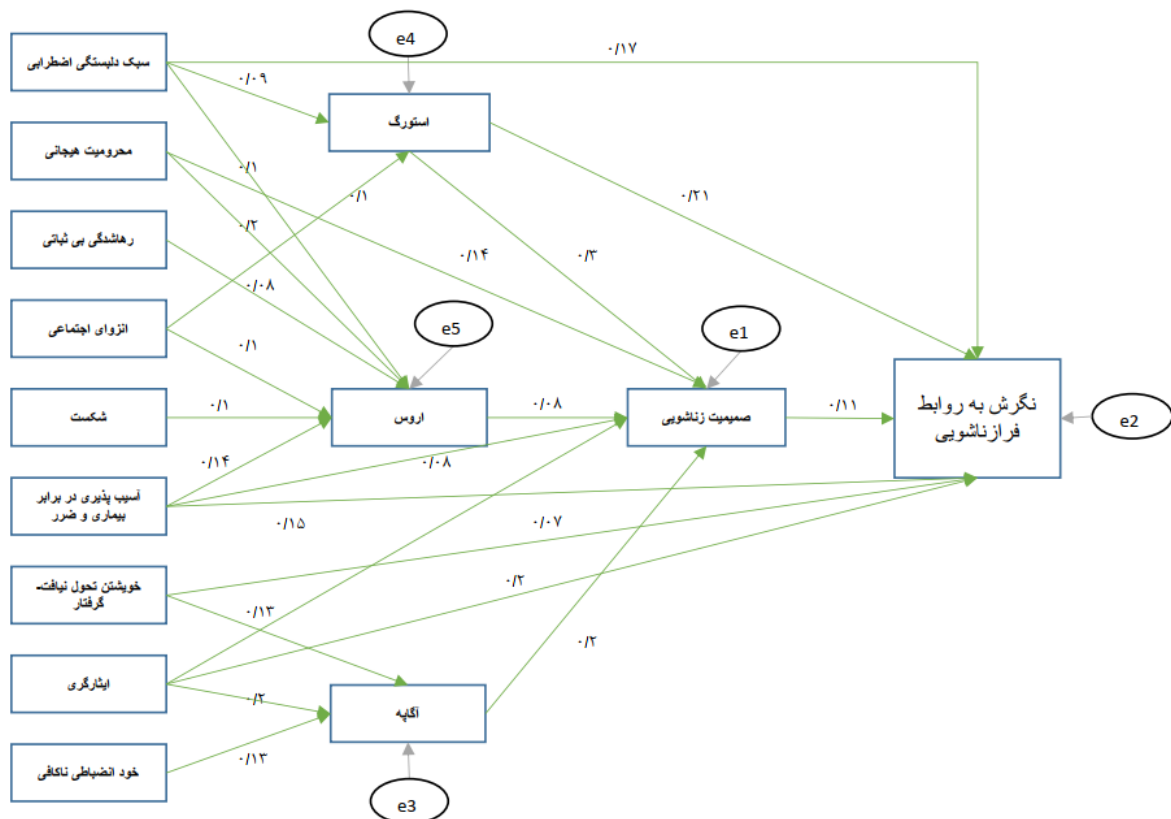 e4
۰/۱۷
سبک دلبستگی اضطرابی
۰/۰۹
استورگ
محرومیت هیجانی
۰/۱
۰/۱
۰/۲۱
رهاشدگی بی ثباتی
۰/۲
۰/۱۴
۰/۳
۰/۰۸
انزوای اجتماعی
e5
e1
۰/۱
شکست
۰/۱
اروس
۰/۰۸
صمیمیت زناشویی
۰/۱۱
نگرش به روابط
فرازناشویی
e2
۰/۱۴
۰/۰۸
آسیب پذیری در برابر
بیماری و ضرر
۰/۱۵
۰/۰۷
خویشتن تحول نیافت-
گرفتار
۰/۲
۰/۱۳
۰/۲
ایثارگری
۰/۲
آگاپه
خود انضباطی ناکافی
۰/۱۳
e3